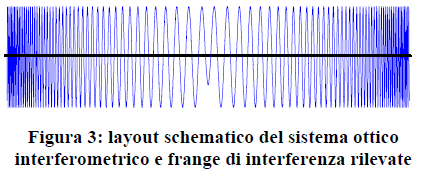 Figura 3: layout schematico del sistema ottico
interferometrico e frange di interferenza rilevate